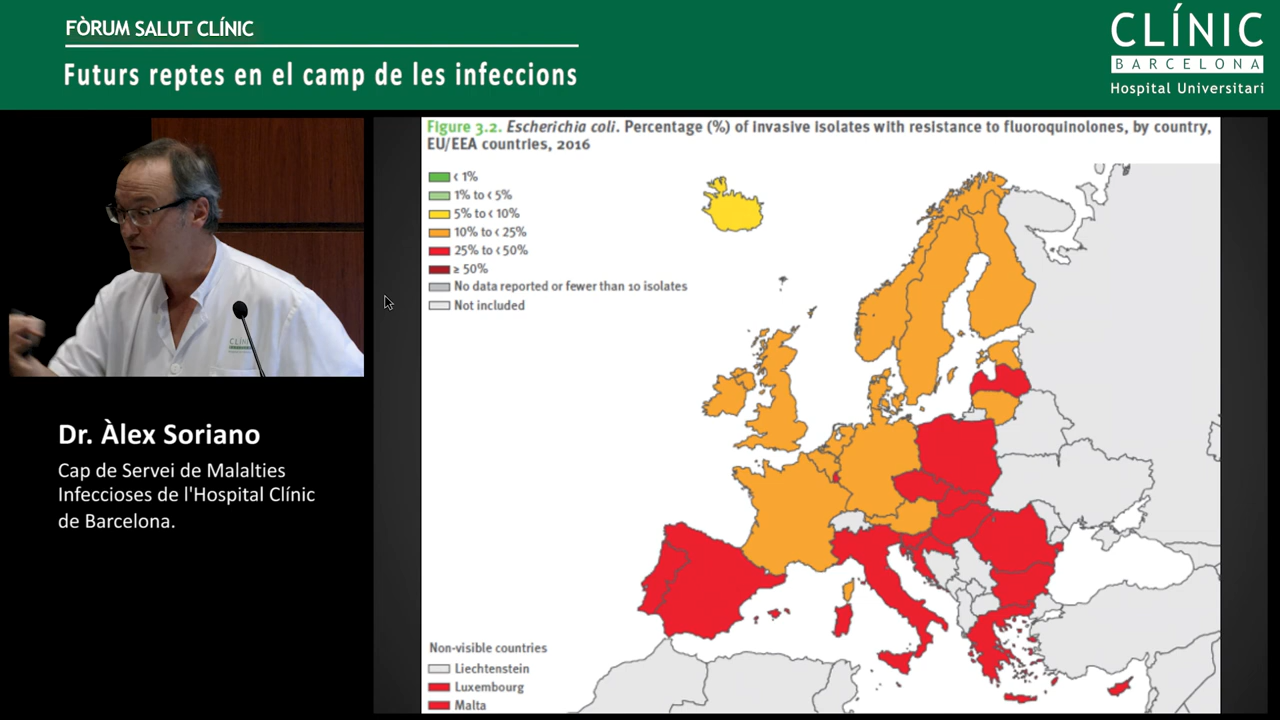 FÒRUM SALUT CLÍNIC
Futurs reptes en el camp de les infeccions
CLÍNIC
BARCELONA
Hospital Universitari
Figure 3.2. Escherichia coli. Percentage (%) of invasive isolates with resistance to fluoroquinolones, by country,
EU/EEA countries, 2016
< 1%
1% to < 5%
5% to < 10%
10% to < 25%
25% to < 50%
≥ 50%
No data reported or fewer than 10 isolates
Not included
Non-visible countries
Liechtenstein
Luxembourg
Malta
CLÍNIC
Dr. Àlex Soriano
Cap de Servei de Malalties
Infeccioses de l'Hospital Clínic
de Barcelona.